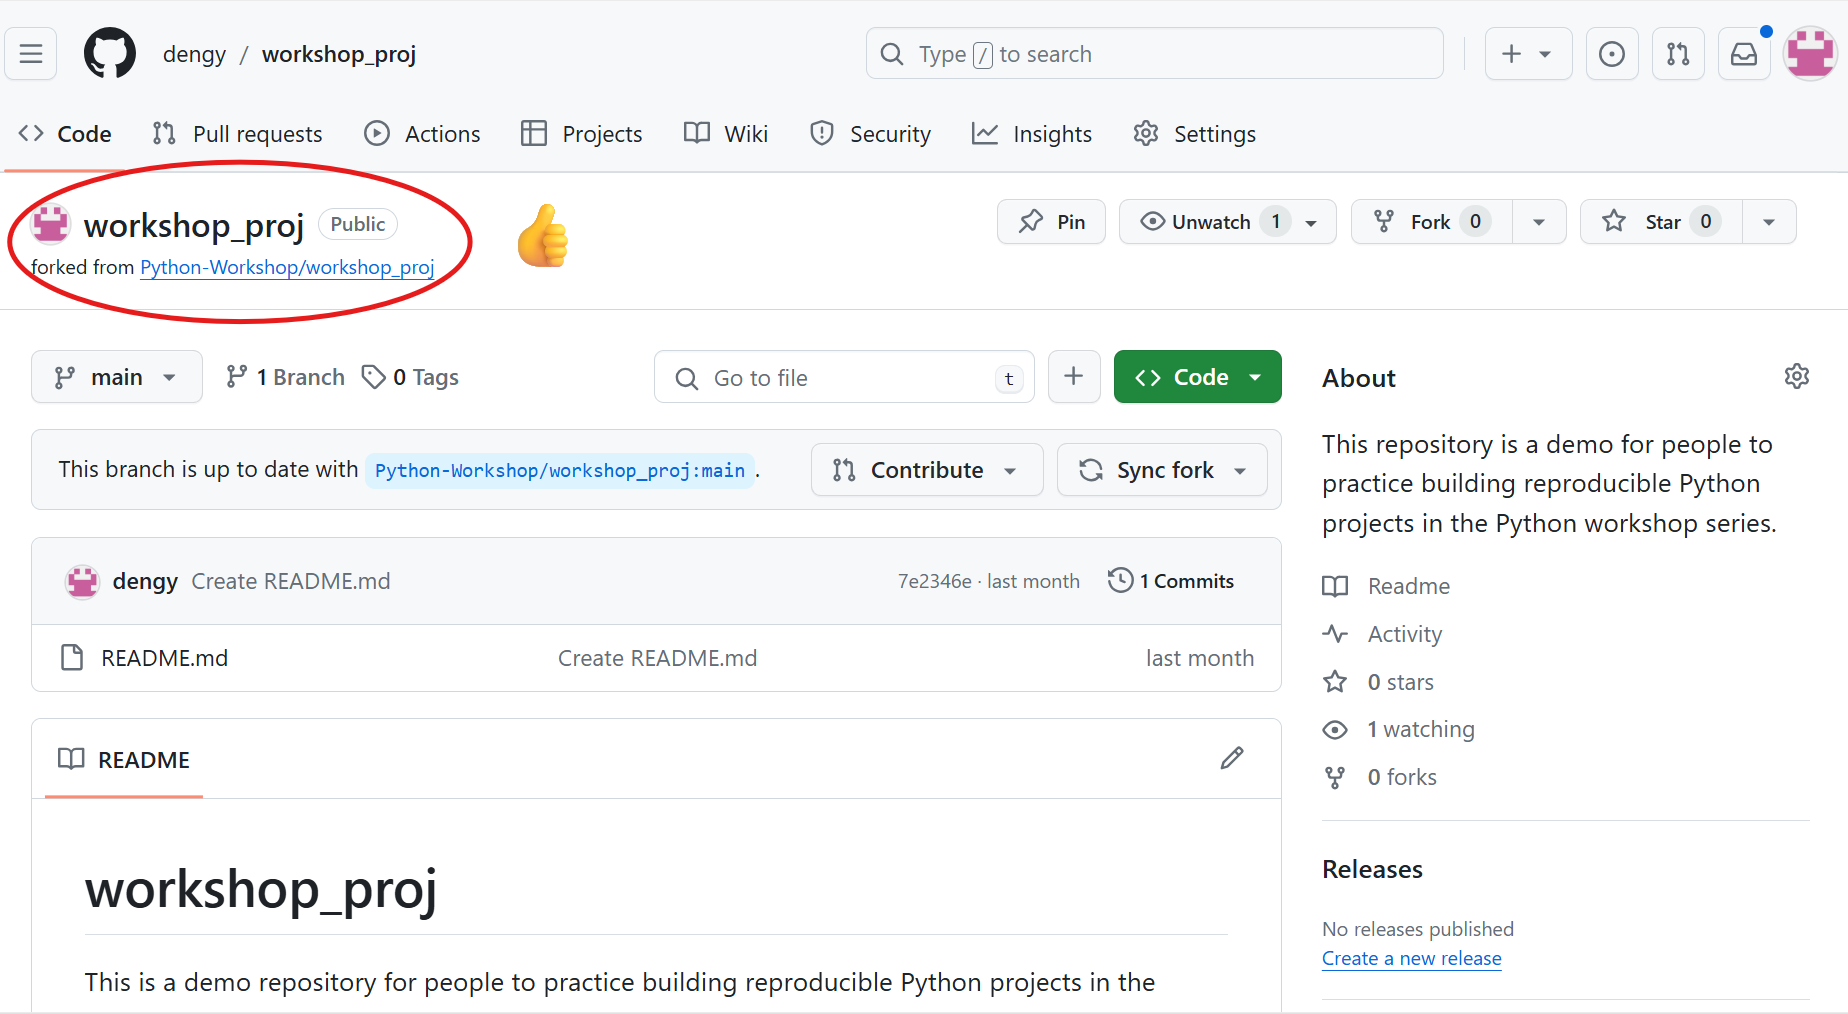 dengy / workshop_proj
Type / to search
Code Pull requests Actions Projects Wiki Security Insights Settings
workshop_proj Public
forked from Python-Workshop/workshop_proj
Pin Unwatch 1 Fork 0 Star 0
main 1 Branch 0 Tags Go to file t Code
This branch is up to date with Python-Workshop/workshop_proj:main . Contribute Sync fork
dengy Create README.md 7e2346e · last month 1 Commits
README.md Create README.md last month
README
workshop_proj
This is a demo repository for people to practice building reproducible Python projects in the
About
This repository is a demo for people to
practice building reproducible Python
projects in the Python workshop series.
Readme
Activity
0 stars
1 watching
0 forks
Releases
No releases published
Create a new release